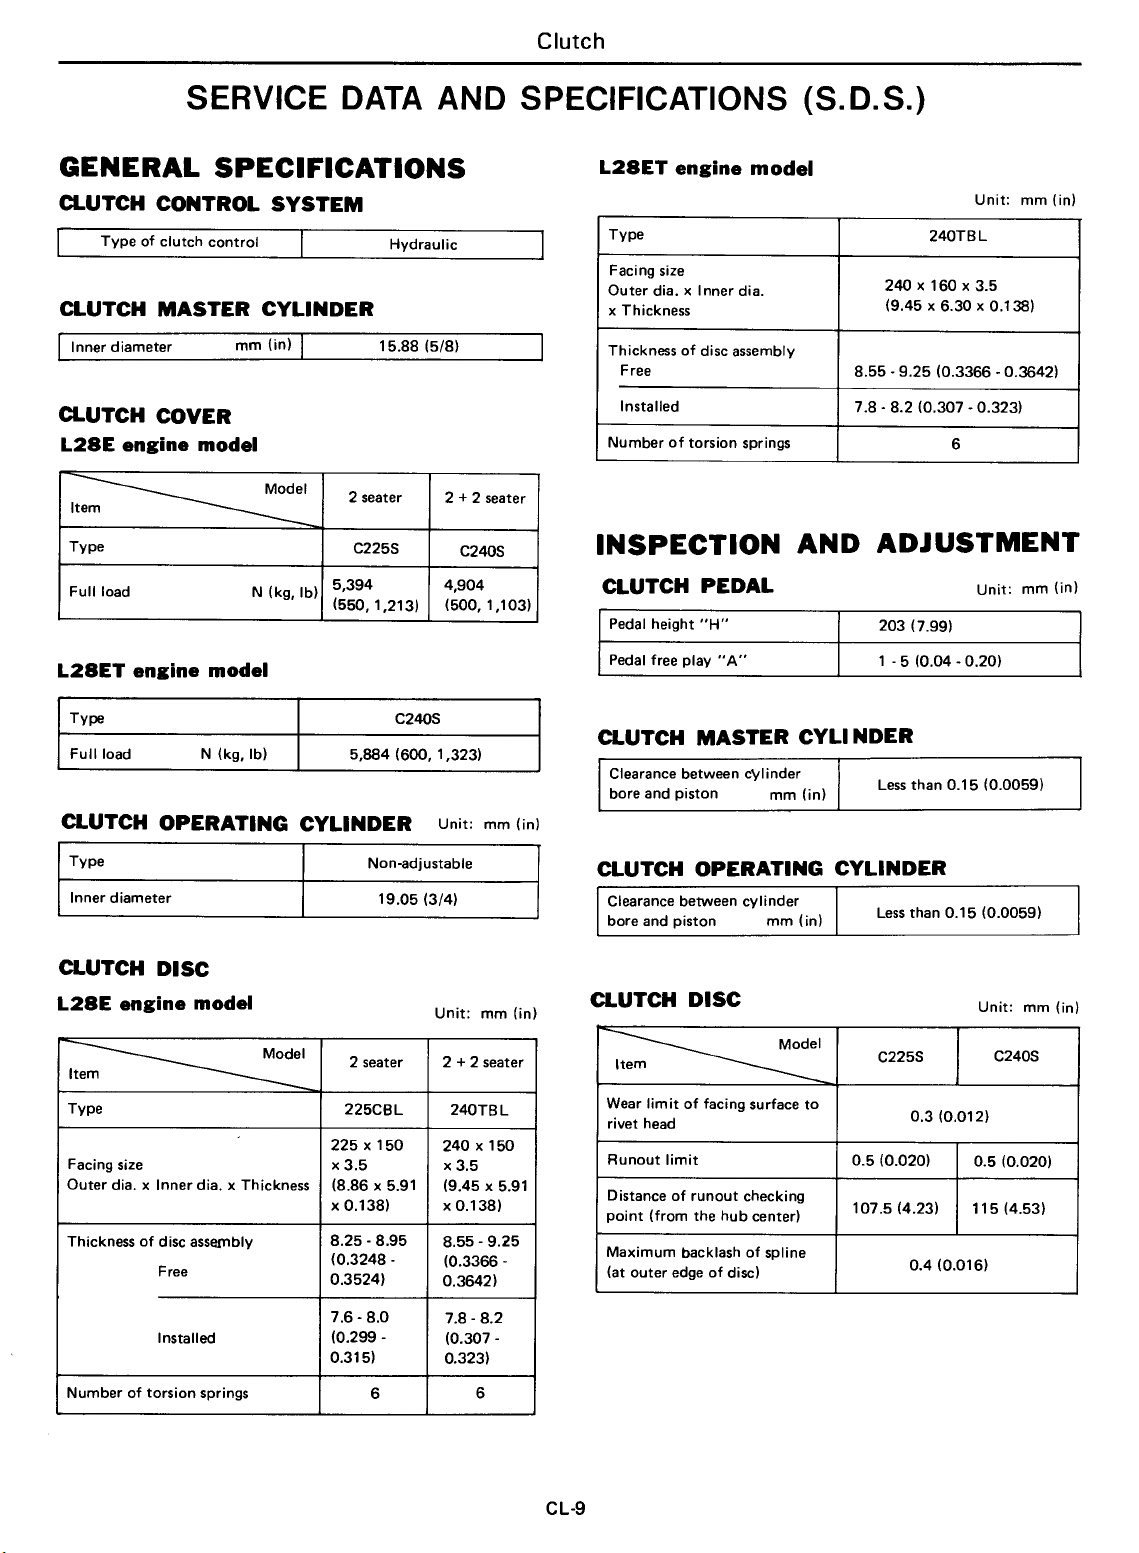 Clutch
SERVICE DATA AND SPECIFICATIONS (S.D.S.)
GENERAL SPECIFICATIONS
CLUTCH CONTROL SYSTEM
Type of clutch control Hydraulic
CLUTCH MASTER CYLINDER
Inner diameter mm (in) 15.88 (5/8)
CLUTCH COVER
L28E engine model
Model
Item
2 seater 2 + 2 seater
Type C225S C240S
Full load N (kg, lb) 5,394 4,904
(550, 1,213) (500, 1,103)
L28ET engine model
Type C240S
Full load N (kg, lb) 5,884 (600, 1,323)
CLUTCH OPERATING CYLINDER Unit: mm (in)
Type Non-adjustable
Inner diameter 19.05 (3/4)
CLUTCH DISC
L28E engine model Unit: mm (in)
Model
Item
2 seater 2 + 2 seater
Type 225CBL 240TBL
Facing size
Outer dia. x Inner dia. x Thickness
225 x 150 240 x 150
x 3.5 x 3.5
(8.86 x 5.91 (9.45 x 5.91
x 0.138) x 0.138)
Thickness of disc assembly
Free
8.25 - 8.95 8.55 - 9.25
(0.3248 - (0.3366 -
0.3524) 0.3642)
Installed
7.6 - 8.0 7.8 - 8.2
(0.299 - (0.307 -
0.315) 0.323)
Number of torsion springs 6 6
L28ET engine model
Unit: mm (in)
Type 240TBL
Facing size
Outer dia. x Inner dia.
x Thickness
240 x 160 x 3.5
(9.45 x 6.30 x 0.138)
Thickness of disc assembly
Free 8.55 - 9.25 (0.3366 - 0.3642)
Installed 7.8 - 8.2 (0.307 - 0.323)
Number of torsion springs 6
INSPECTION AND ADJUSTMENT
CLUTCH PEDAL Unit: mm (in)
Pedal height "H" 203 (7.99)
Pedal free play "A" 1 - 5 (0.04 - 0.20)
CLUTCH MASTER CYLINDER
Clearance between cylinder
bore and piston mm (in)
Less than 0.15 (0.0059)
CLUTCH OPERATING CYLINDER
Clearance between cylinder
bore and piston mm (in)
Less than 0.15 (0.0059)
CLUTCH DISC Unit: mm (in)
Model
Item
C225S C240S
Wear limit of facing surface to
rivet head
0.3 (0.012)
Runout limit 0.5 (0.020) 0.5 (0.020)
Distance of runout checking
point (from the hub center)
107.5 (4.23) 115 (4.53)
Maximum backlash of spline
(at outer edge of disc)
0.4 (0.016)
CL-9